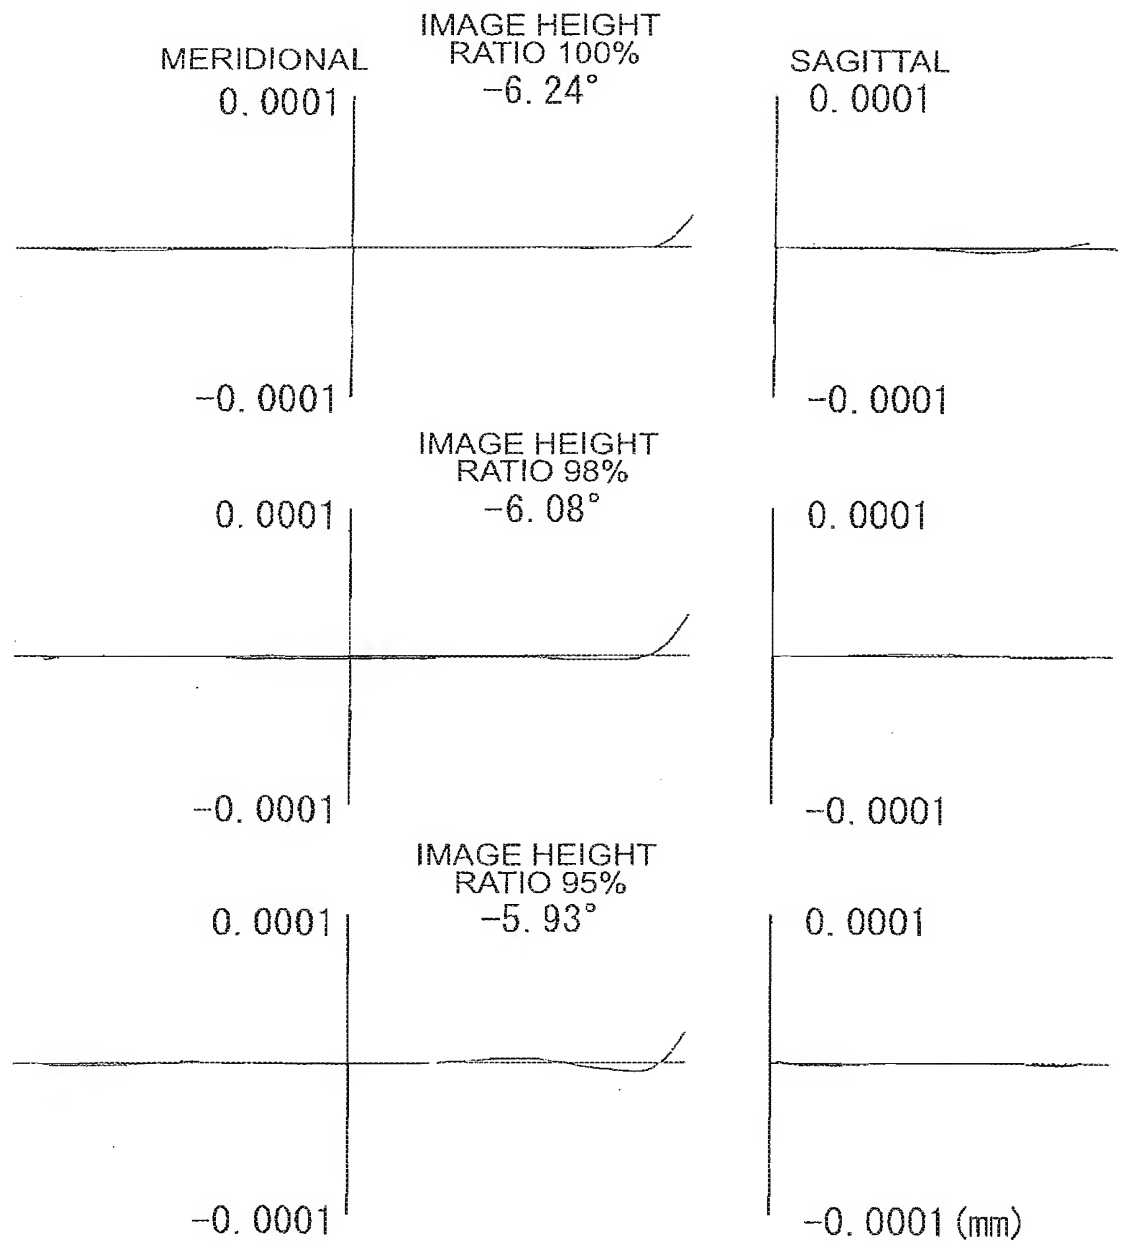 IMAGE HEIGHT
RATIO 100%
MERIDIONAL
-6.24°
SAGITTAL
0.0001
0.0001
-0.0001
-0.0001
IMAGE HEIGHT
RATIO 98%
-6.08°
0.0001
0.0001
-0.0001
-0.0001
IMAGE HEIGHT
RATIO 95%
-5.93°
0.0001
0.0001
-0.0001
-0.0001 (mm)